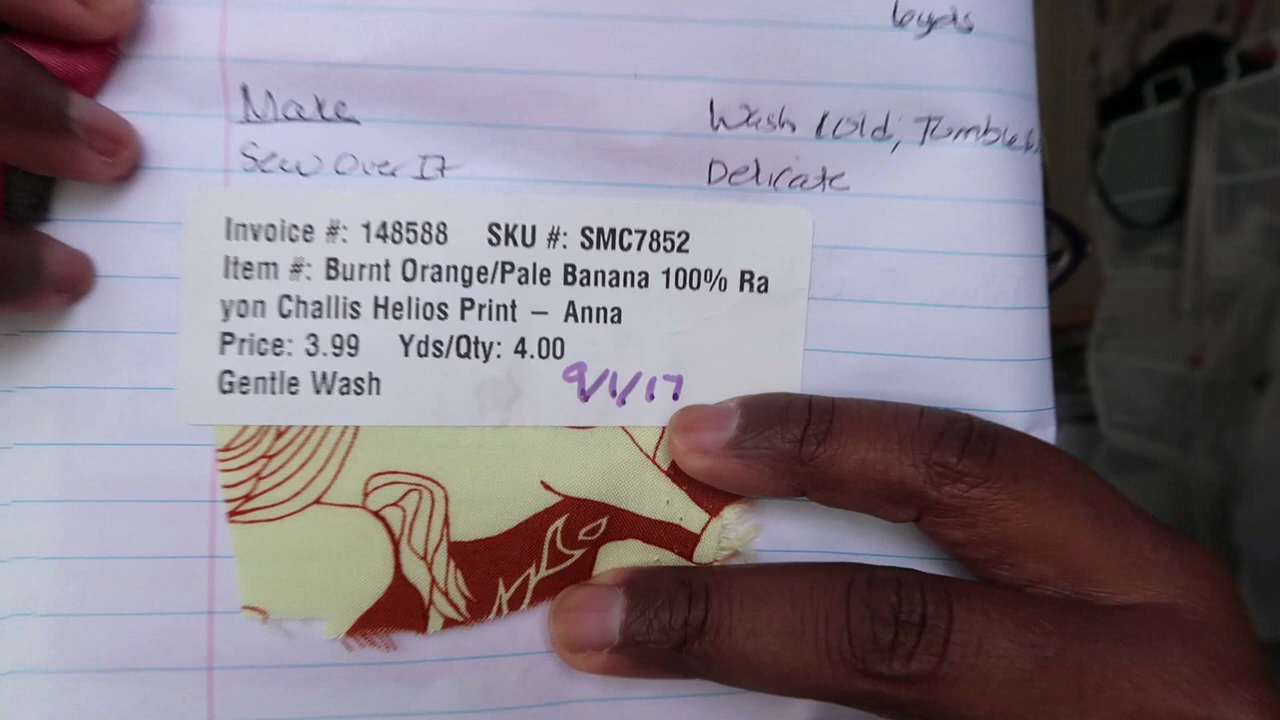 Make
Wash Cold, Tumble
Sew Over It
Delicate
Invoice #: 148588 SKU #: SMC7852
Item #: Burnt Orange/Pale Banana 100% Ra
yon Challis Helios Print – Anna
Price: 3.99 Yds/Qty: 4.00
Gentle Wash
9/1/17